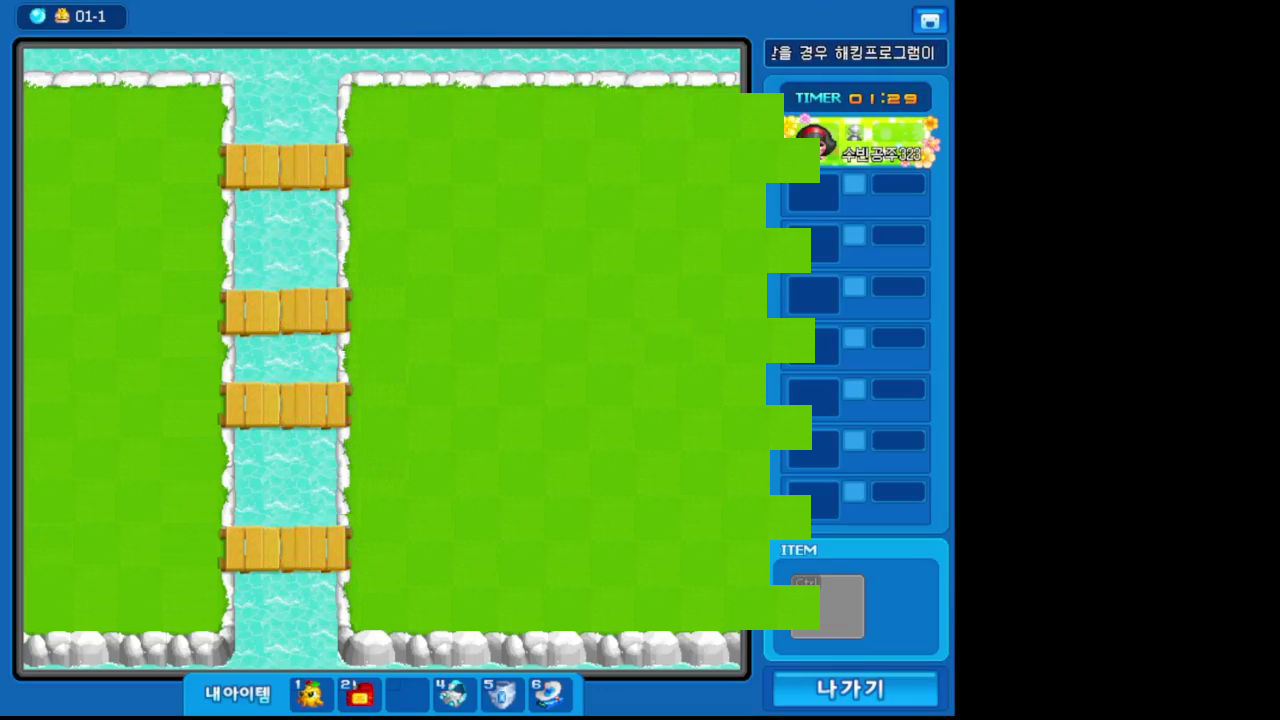 01-1
을 경우 해킹프로그램이
TIMER 01:29
수빈공주323
ITEM
Ctrl
내아이템 1 2 4 5 6
나가기